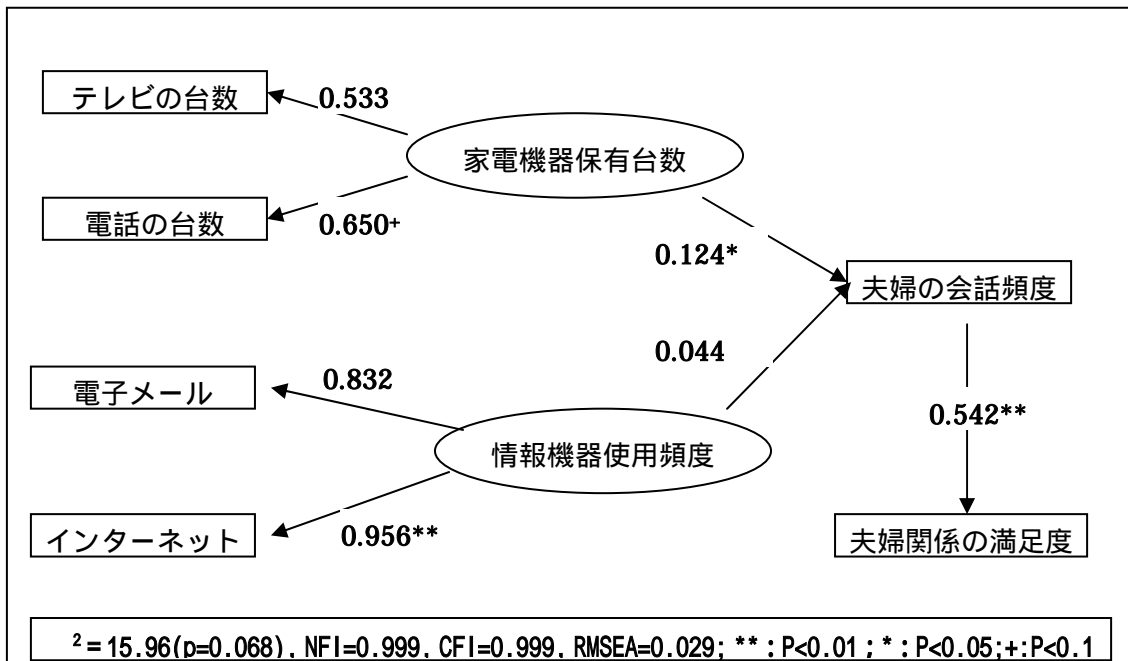 テレビの台数
0.533
家電機器保有台数
電話の台数
0.650+
0.124*
夫婦の会話頻度
0.044
電子メール
0.832
0.542**
情報機器使用頻度
インターネット
0.956**
夫婦関係の満足度
²=15.96(p=0.068), NFI=0.999, CFI=0.999, RMSEA=0.029; **:P<0.01;*:P<0.05;+:P<0.1